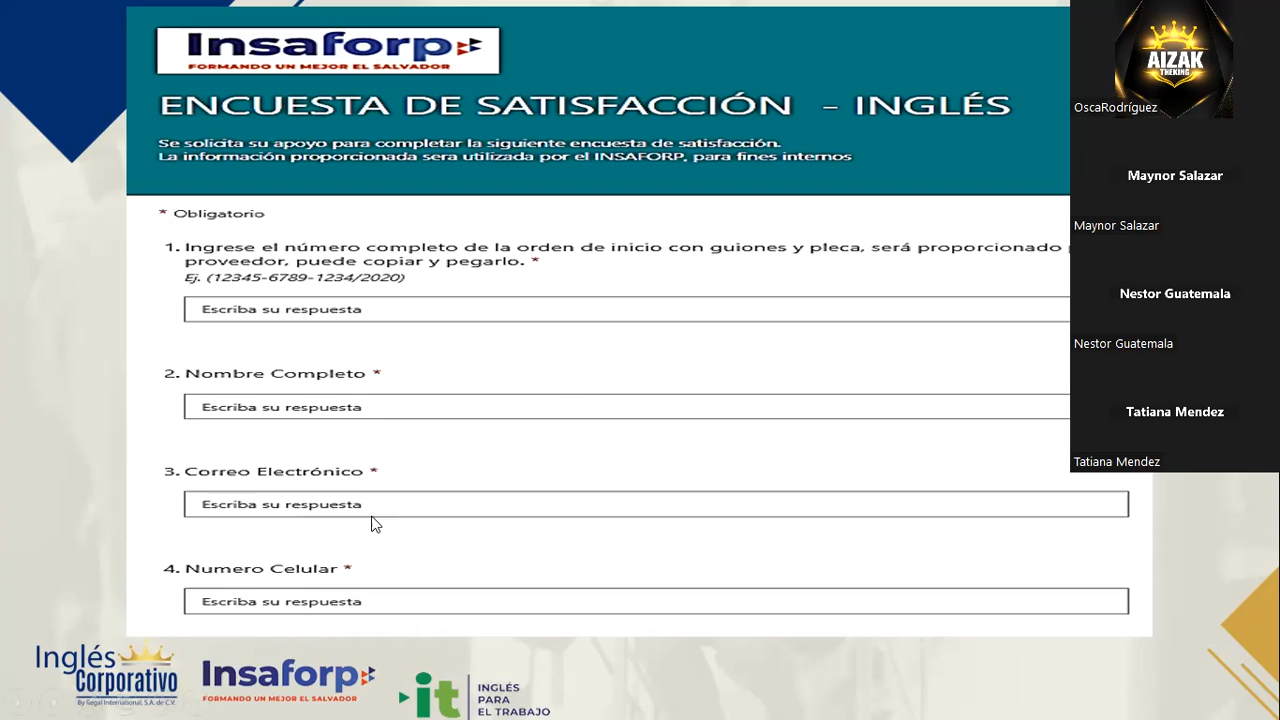 Insaforp
FORMANDO UN MEJOR EL SALVADOR
ENCUESTA DE SATISFACCIÓN – INGLÉS
Se solicita su apoyo para completar la siguiente encuesta de satisfacción.
La información proporcionada sera utilizada por el INSAFORP, para fines internos
* Obligatorio
1. Ingrese el número completo de la orden de inicio con guiones y pleca, será proporcionado
proveedor, puede copiar y pegarlo. *
Ej. (12345-6789-1234/2020)
Escriba su respuesta
2. Nombre Completo *
Escriba su respuesta
3. Correo Electrónico *
Escriba su respuesta
4. Numero Celular *
Escriba su respuesta
AIZAK
THEKING
OscaRodríguez
Maynor Salazar
Maynor Salazar
Nestor Guatemala
Nestor Guatemala
Tatiana Mendez
Tatiana Mendez
Inglés
Corporativo
By Regal International, S.A. de C.V.
Insaforp
FORMANDO UN MEJOR EL SALVADOR
it
INGLÉS
PARA
EL TRABAJO